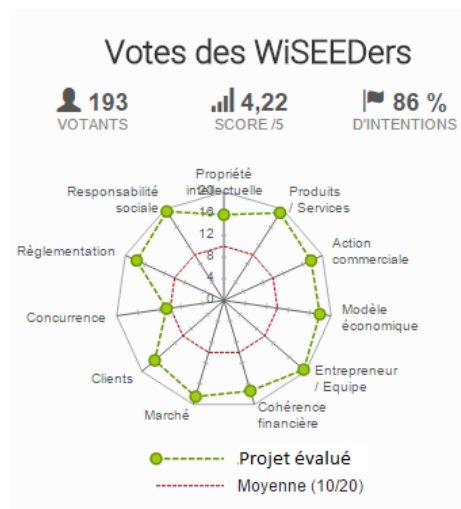 Votes des WiSEEDers
193
VOTANTS
4,22
SCORE /5
86 %
D'INTENTIONS
Propriété
intellectuelle
Produits
/ Services
Action
commerciale
Modèle
économique
Entrepreneur
/ Equipe
Cohérence
financière
Marché
Clients
Concurrence
Règlementation
Responsabilité
sociale
20
16
12
8
4
0
Projet évalué
Moyenne (10/20)